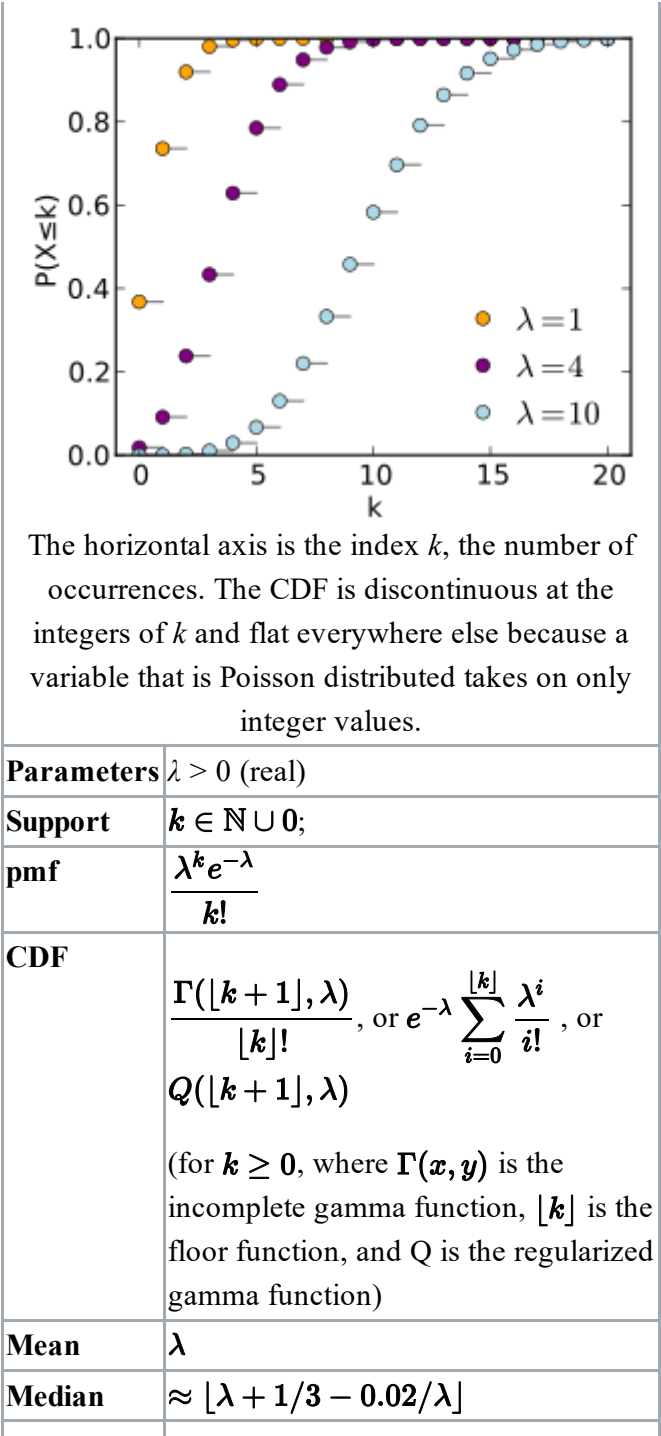 1.0
0.8
0.6
0.4
0.2
0.0
P(X≤k)
λ=1
λ=4
λ=10
0 5 10 15 20
k
The horizontal axis is the index k, the number of
occurrences. The CDF is discontinuous at the
integers of k and flat everywhere else because a
variable that is Poisson distributed takes on only
integer values.
Parameters λ > 0 (real)
Support k ∈ ℕ ∪ 0;
pmf λ^k e^{−λ} / k!
CDF
Γ(⌊k + 1⌋, λ) / ⌊k⌋!, or e^{−λ} ∑_{i=0}^{⌊k⌋} λ^i / i! , or
Q(⌊k + 1⌋, λ)
(for k ≥ 0, where Γ(x, y) is the
incomplete gamma function, ⌊k⌋ is the
floor function, and Q is the regularized
gamma function)
Mean λ
Median ≈ ⌊λ + 1/3 − 0.02/λ⌋